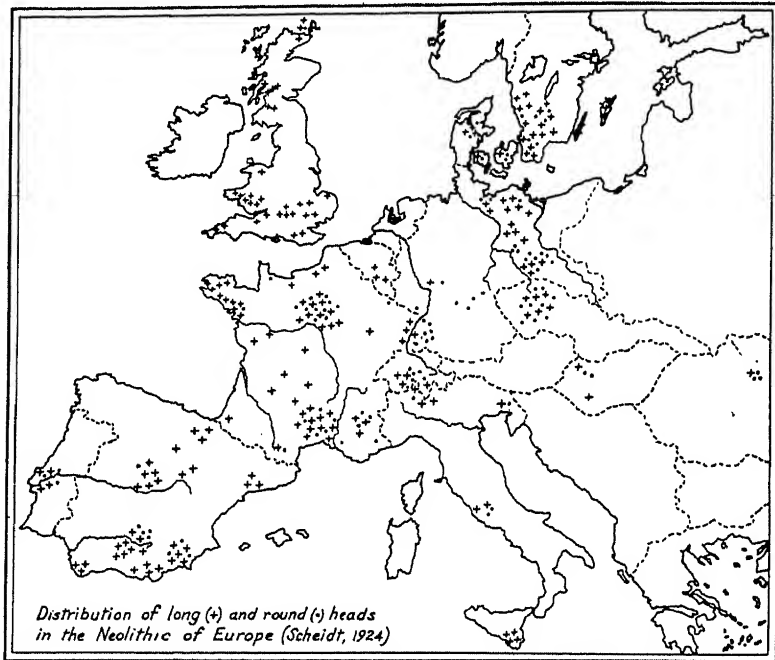 Distribution of long (+) and round (•) heads
in the Neolithic of Europe (Scheidt, 1924)